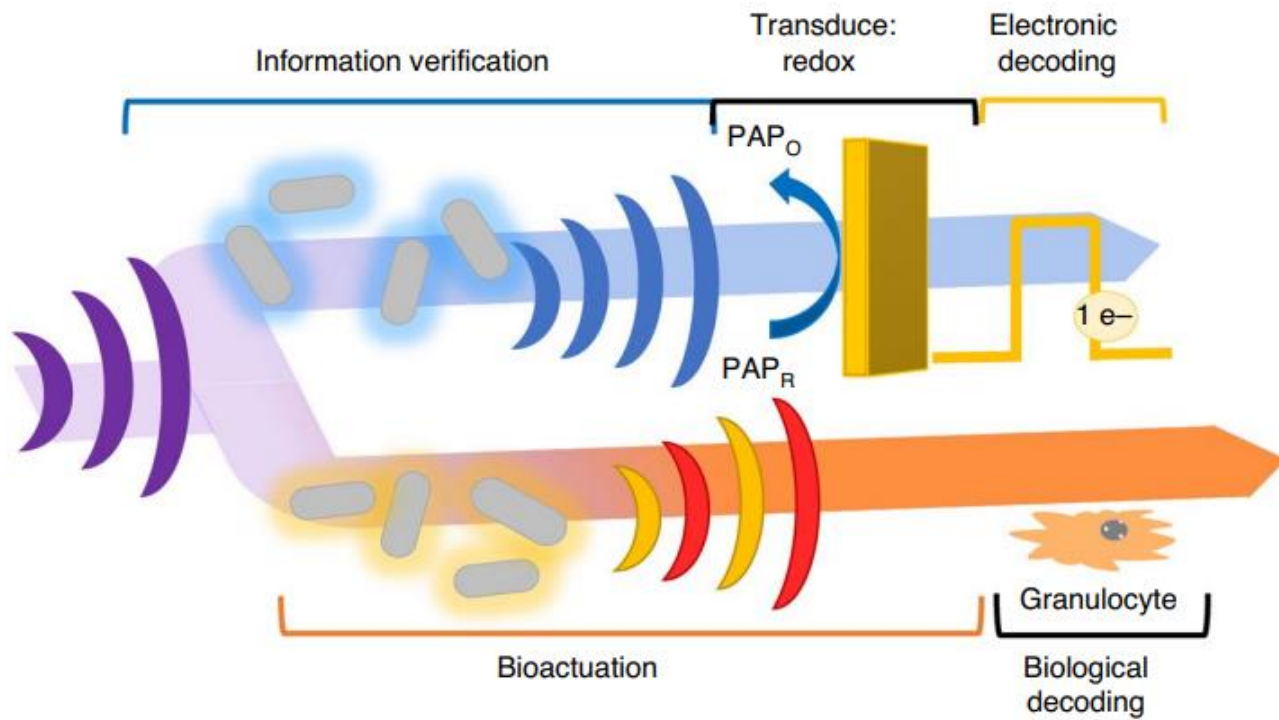 Information verification
Transduce:
redox
Electronic
decoding
PAPO
PAPR
1 e–
Granulocyte
Bioactuation
Biological
decoding